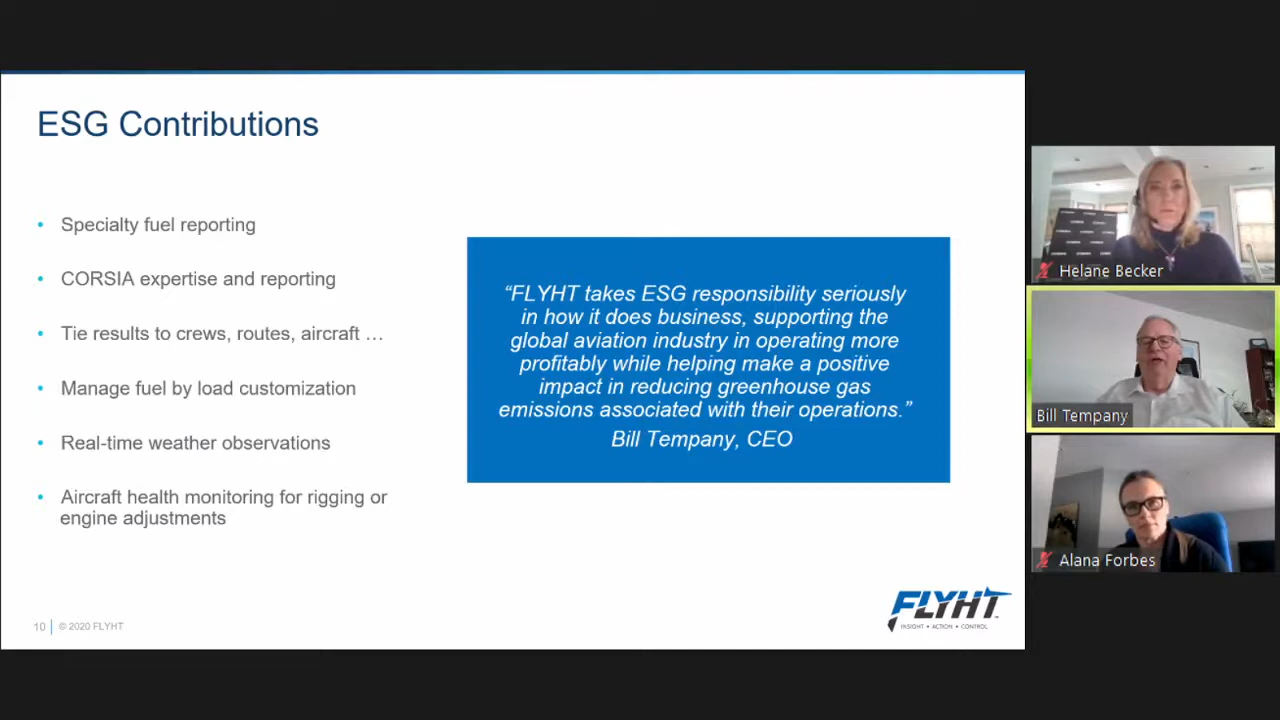 ESG Contributions
• Specialty fuel reporting
• CORSIA expertise and reporting
• Tie results to crews, routes, aircraft …
• Manage fuel by load customization
• Real-time weather observations
• Aircraft health monitoring for rigging or
engine adjustments
“FLYHT takes ESG responsibility seriously
in how it does business, supporting the
global aviation industry in operating more
profitably while helping make a positive
impact in reducing greenhouse gas
emissions associated with their operations.”
Bill Tempany, CEO
10 | © 2020 FLYHT
FLYHT™
INSIGHT • ACTION • CONTROL
Helane Becker
Bill Tempany
Alana Forbes